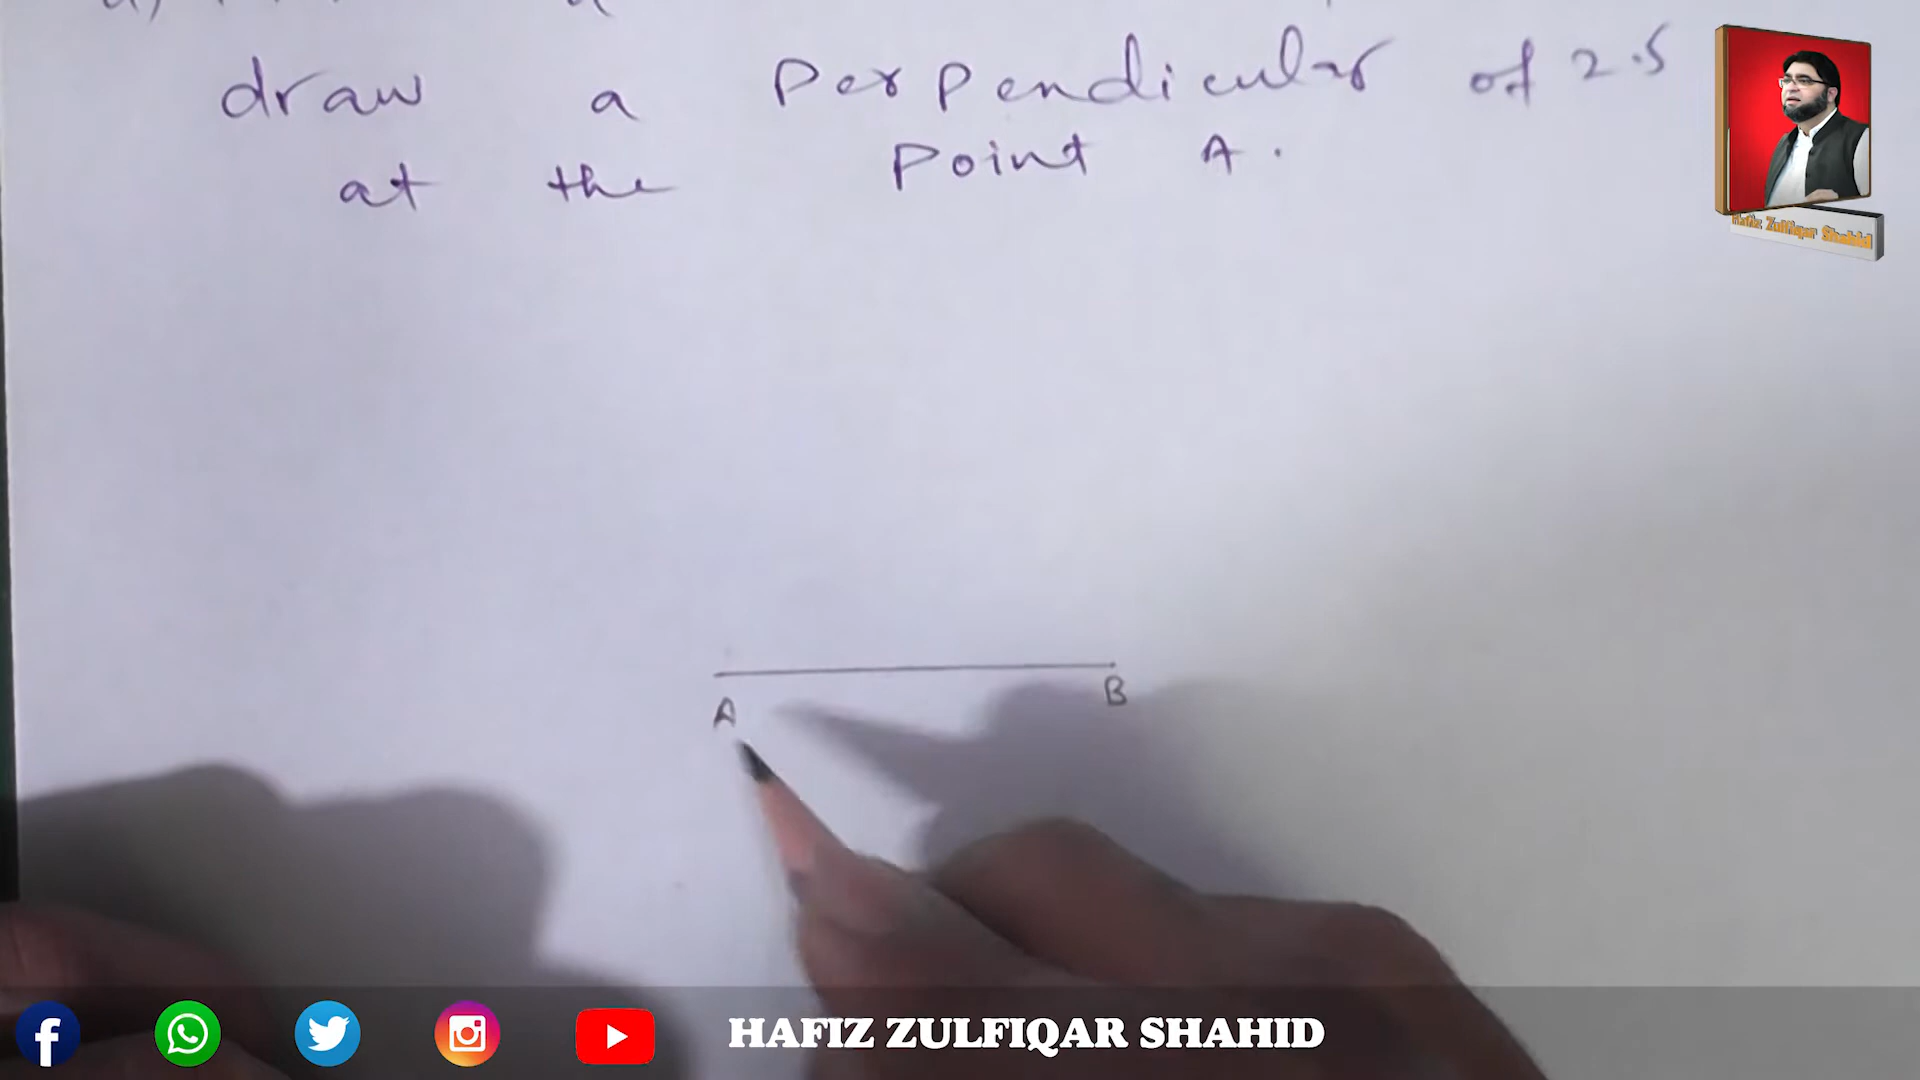 draw a perpendicular of 2.5
at the point A.
Hafiz Zulfiqar Shahid
A B
HAFIZ ZULFIQAR SHAHID